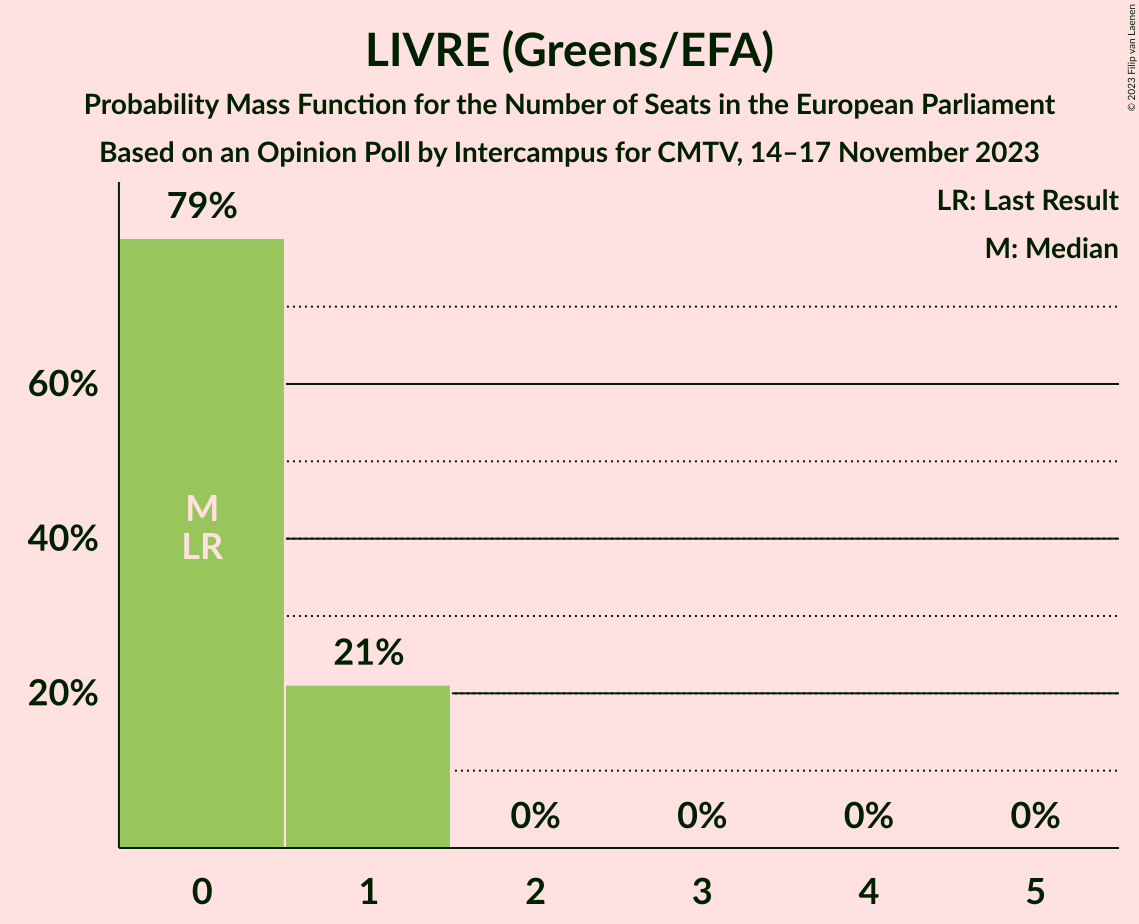 LIVRE (Greens/EFA)
Probability Mass Function for the Number of Seats in the European Parliament
Based on an Opinion Poll by Intercampus for CMTV, 14–17 November 2023
© 2023 Filip van Laenen
LR: Last Result
M: Median
79%
60%
M
40%
LR
21%
20%
0% 0% 0% 0%
0 1 2 3 4 5